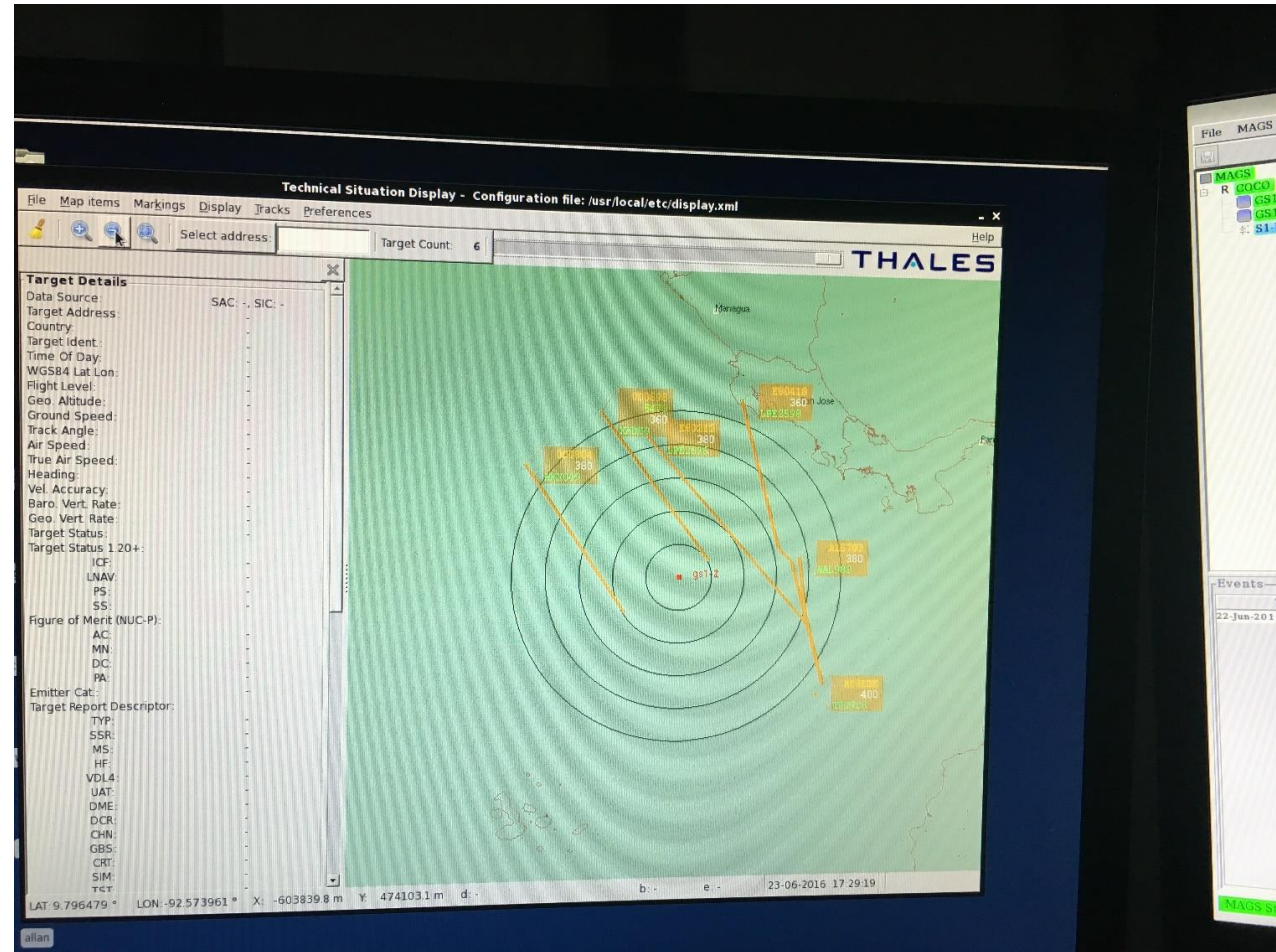 Technical Situation Display - Configuration file: /usr/local/etc/display.xml
File Map items Markings Display Tracks Preferences
Help
Select address:
Target Count: 6
THALES
Target Details
Data Source: SAC: -, SIC: -
Target Address: -
Country: -
Target Ident.: -
Time Of Day: -
WGS84 Lat Lon: -
Flight Level: -
Geo. Altitude: -
Ground Speed: -
Track Angle: -
Air Speed: -
True Air Speed: -
Heading: -
Vel. Accuracy: -
Baro. Vert. Rate: -
Geo. Vert. Rate: -
Target Status: -
Target Status 1.20+: -
ICF: -
LNAV: -
PS: -
SS: -
Figure of Merit (NUC-P):
AC: -
MN: -
DC: -
PA: -
Emitter Cat.: -
Target Report Descriptor:
TYP: -
SSR: -
MS: -
HF: -
VDL4: -
UAT: -
DME: -
DCR: -
CHN: -
GBS: -
CRT: -
SIM: -
TST
Managua
E80418
360
LPE2598
n Jose
360
380
380
380
400
gs1-2
LAT: 9.796479 ° LON: -92.573961 ° X: -603839.8 m Y: 474103.1 m d: - b: - e: - 23-06-2016 17:29:19
allan
File MAGS
MAGS
R COCO
GS1
GS1
S1-
Events
22-Jun-201